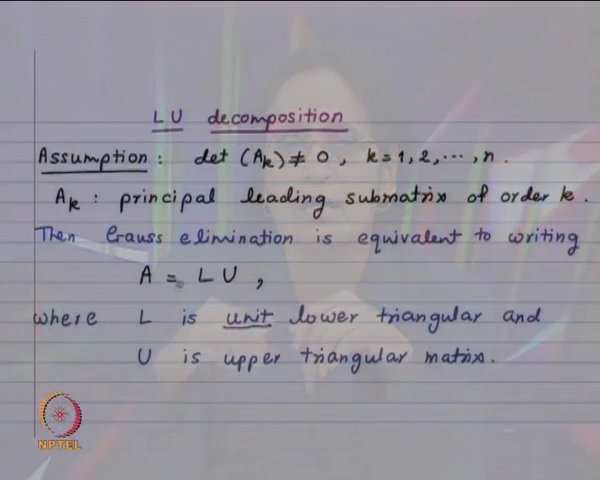 LU decomposition
Assumption: det (Ak) ≠ 0, k=1,2,...,n.
Ak: principal leading submatrix of order k.
Then Gauss elimination is equivalent to writing
A = LU,
where L is unit lower triangular and
U is upper triangular matrix.
NPTEL